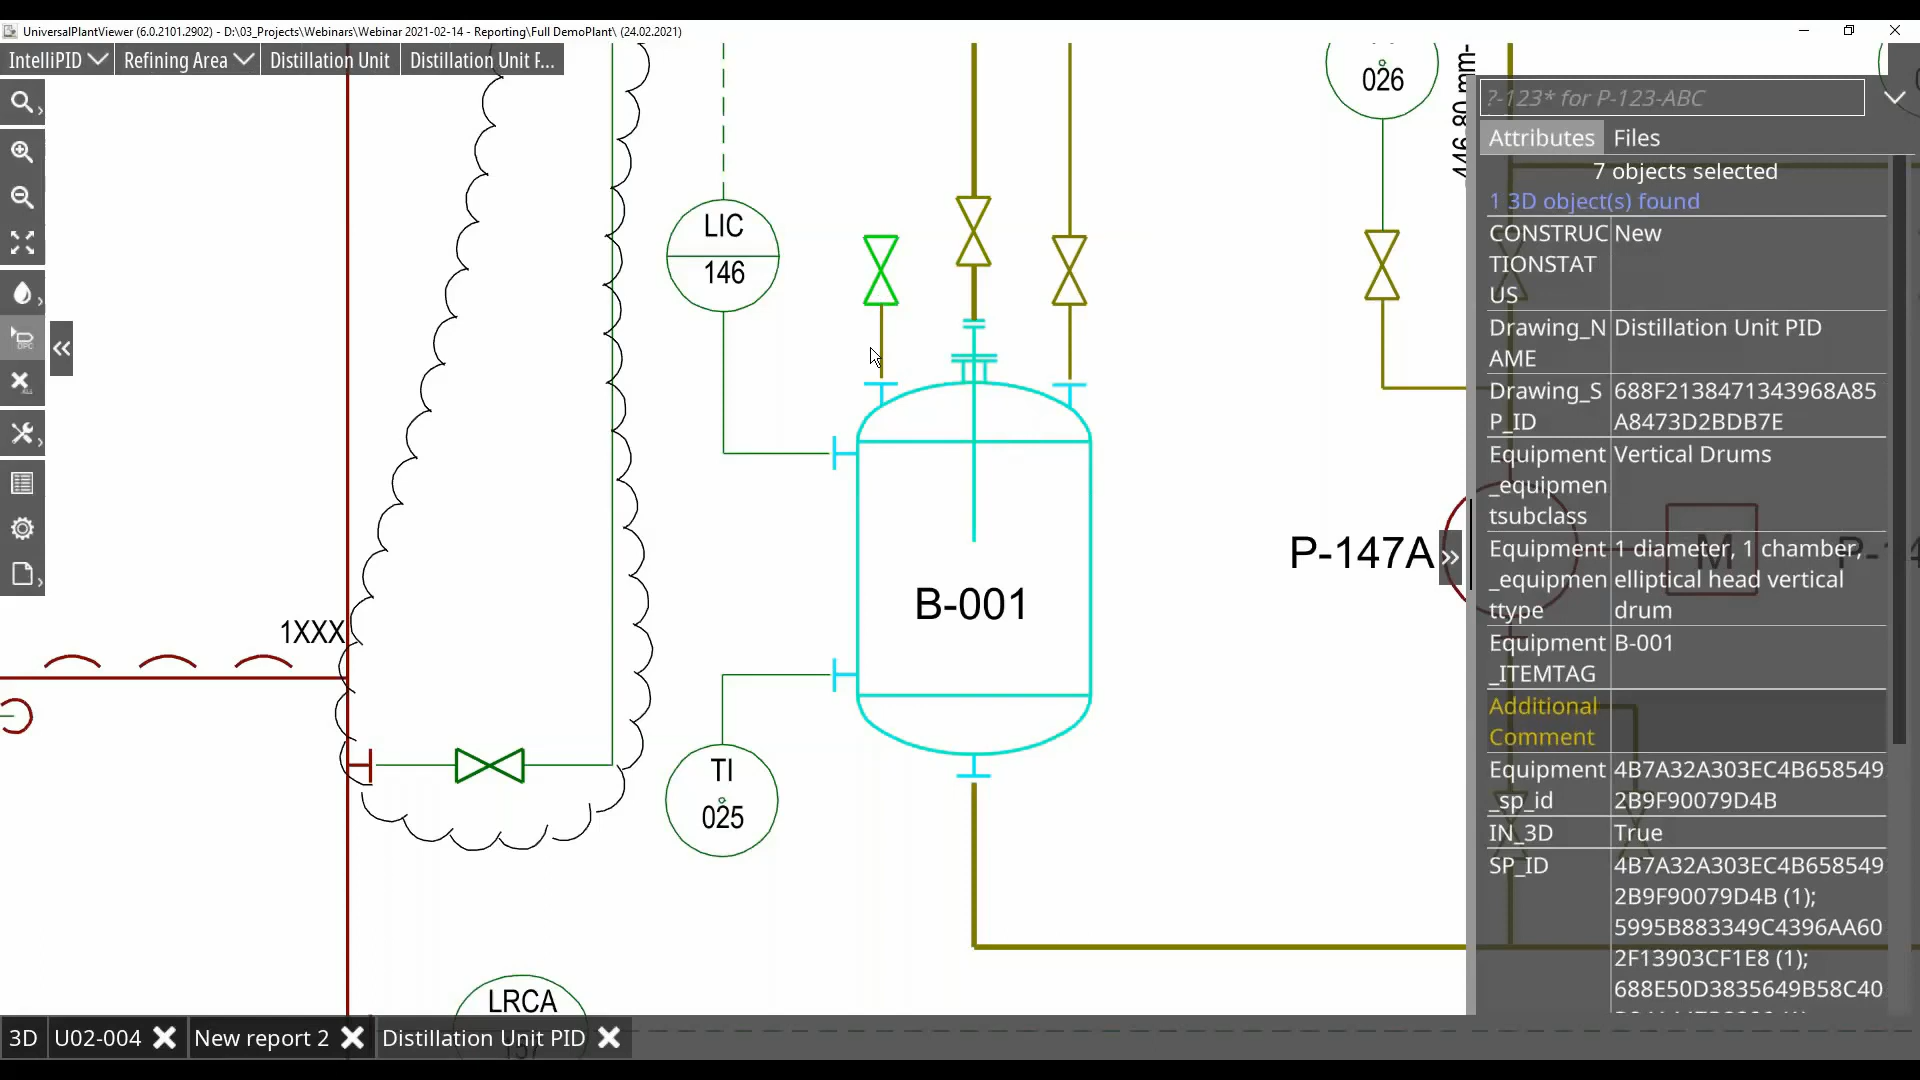 UniversalPlantViewer (6.0.2101.2902) - D:\03_Projects\Webinars\Webinar 2021-02-14 - Reporting\Full DemoPlant\ (24.02.2021)
IntelliPID
Refining Area
Distillation Unit
Distillation Unit F...
026
446.80 mm-
?-123* for P-123-ABC
Attributes
Files
7 objects selected
1 3D object(s) found
CONSTRUC New
TIONSTAT
US
Drawing_N Distillation Unit PID
AME
Drawing_S 688F2138471343968A85
P_ID A8473D2BDB7E
Equipment Vertical Drums
_equipmen
tsubclass
Equipment 1 diameter, 1 chamber,
_equipmen elliptical head vertical
ttype drum
Equipment B-001
_ITEMTAG
Additional
Comment
Equipment 4B7A32A303EC4B658549
_sp_id 2B9F90079D4B
IN_3D True
SP_ID 4B7A32A303EC4B658549
2B9F90079D4B (1);
5995B883349C4396AA60
2F13903CF1E8 (1);
688E50D3835649B58C40
LIC
146
P-147A
M
B-001
1XXX
TI
025
LRCA
3D
U02-004
New report 2
Distillation Unit PID